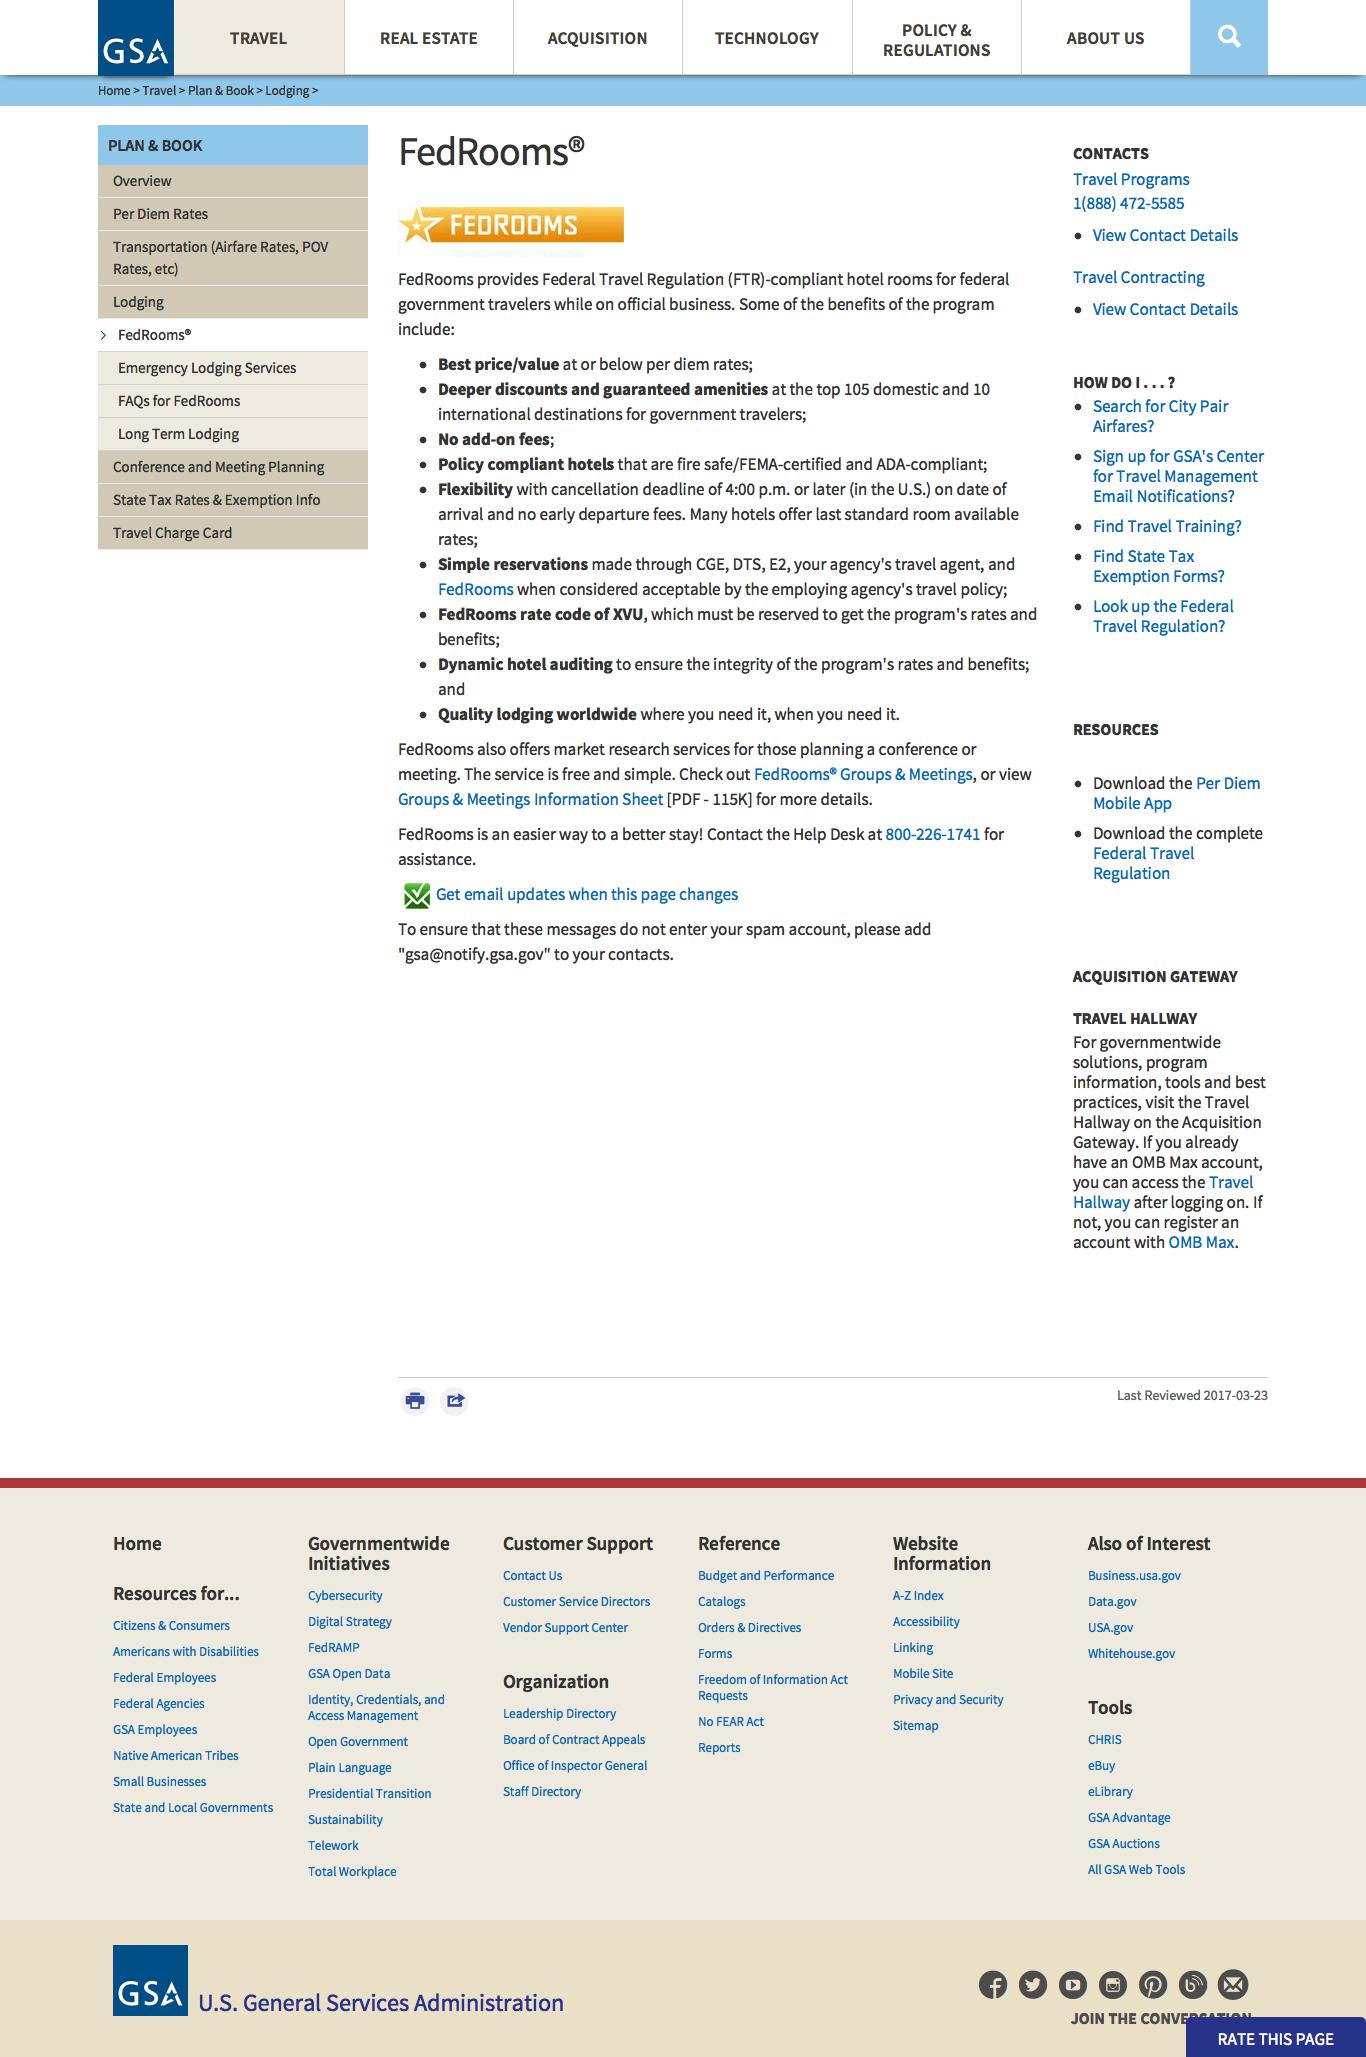 GSA
TRAVEL
REAL ESTATE
ACQUISITION
TECHNOLOGY
POLICY &
REGULATIONS
ABOUT US
Home > Travel > Plan & Book > Lodging >
PLAN & BOOK
Overview
Per Diem Rates
Transportation (Airfare Rates, POV
Rates, etc)
Lodging
FedRooms®
Emergency Lodging Services
FAQs for FedRooms
Long Term Lodging
Conference and Meeting Planning
State Tax Rates & Exemption Info
Travel Charge Card
FedRooms®
FEDROOMS
FedRooms provides Federal Travel Regulation (FTR)-compliant hotel rooms for federal
government travelers while on official business. Some of the benefits of the program
include:
Best price/value at or below per diem rates;
Deeper discounts and guaranteed amenities at the top 105 domestic and 10
international destinations for government travelers;
No add-on fees;
Policy compliant hotels that are fire safe/FEMA-certified and ADA-compliant;
Flexibility with cancellation deadline of 4:00 p.m. or later (in the U.S.) on date of
arrival and no early departure fees. Many hotels offer last standard room available
rates;
Simple reservations made through CGE, DTS, E2, your agency's travel agent, and
FedRooms when considered acceptable by the employing agency's travel policy;
FedRooms rate code of XVU, which must be reserved to get the program's rates and
benefits;
Dynamic hotel auditing to ensure the integrity of the program's rates and benefits;
and
Quality lodging worldwide where you need it, when you need it.
FedRooms also offers market research services for those planning a conference or
meeting. The service is free and simple. Check out FedRooms® Groups & Meetings, or view
Groups & Meetings Information Sheet [PDF - 115K] for more details.
FedRooms is an easier way to a better stay! Contact the Help Desk at 800-226-1741 for
assistance.
Get email updates when this page changes
To ensure that these messages do not enter your spam account, please add
"gsa@notify.gsa.gov" to your contacts.
CONTACTS
Travel Programs
1(888) 472-5585
View Contact Details
Travel Contracting
View Contact Details
HOW DO I . . . ?
Search for City Pair
Airfares?
Sign up for GSA's Center
for Travel Management
Email Notifications?
Find Travel Training?
Find State Tax
Exemption Forms?
Look up the Federal
Travel Regulation?
RESOURCES
Download the Per Diem
Mobile App
Download the complete
Federal Travel
Regulation
ACQUISITION GATEWAY
TRAVEL HALLWAY
For governmentwide
solutions, program
information, tools and best
practices, visit the Travel
Hallway on the Acquisition
Gateway. If you already
have an OMB Max account,
you can access the Travel
Hallway after logging on. If
not, you can register an
account with OMB Max.
Last Reviewed 2017-03-23
Home
Resources for...
Citizens & Consumers
Americans with Disabilities
Federal Employees
Federal Agencies
GSA Employees
Native American Tribes
Small Businesses
State and Local Governments
Governmentwide
Initiatives
Cybersecurity
Digital Strategy
FedRAMP
GSA Open Data
Identity, Credentials, and
Access Management
Open Government
Plain Language
Presidential Transition
Sustainability
Telework
Total Workplace
Customer Support
Contact Us
Customer Service Directors
Vendor Support Center
Organization
Leadership Directory
Board of Contract Appeals
Office of Inspector General
Staff Directory
Reference
Budget and Performance
Catalogs
Orders & Directives
Forms
Freedom of Information Act
Requests
No FEAR Act
Reports
Website
Information
A-Z Index
Accessibility
Linking
Mobile Site
Privacy and Security
Sitemap
Also of Interest
Business.usa.gov
Data.gov
USA.gov
Whitehouse.gov
Tools
CHRIS
eBuy
eLibrary
GSA Advantage
GSA Auctions
All GSA Web Tools
GSA
U.S. General Services Administration
JOIN THE CONVERSATION
RATE THIS PAGE